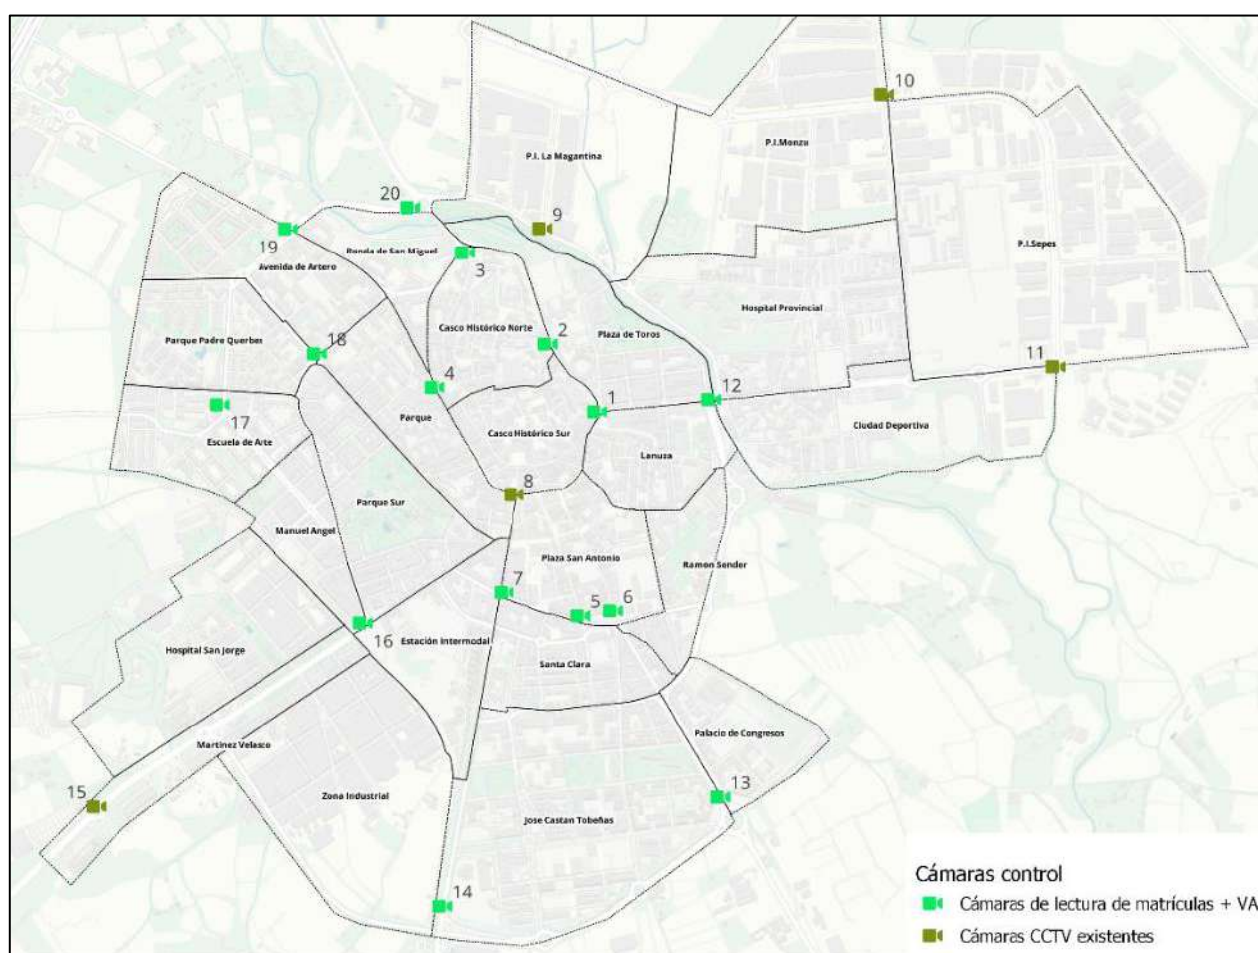 10
P.I.Monzu
P.I. La Magantina
20
9
P.I.Sepes
19
Ronda de San Miguel
3
Avenida de Artero
Hospital Provincial
Casco Histórico Norte
2
Plaza de Toros
Parque Padre Querbes
18
11
4
12
1
Parque
17
Casco Histórico Sur
Ciudad Deportiva
Escuela de Arte
Lanuza
8
Parque Sur
Manuel Angel
Plaza San Antonio
Ramon Sender
7
5
6
16
Estación Intermodal
Hospital San Jorge
Santa Clara
Palacio de Congresos
Martinez Velasco
13
15
Zona Industrial
Jose Castan Tobeñas
14
Cámaras control
Cámaras de lectura de matrículas + VA
Cámaras CCTV existentes